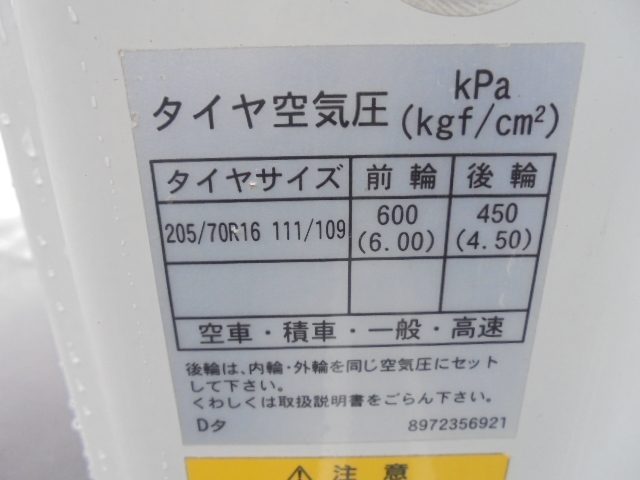 タイヤ空気圧 kPa
(kgf/cm²)
タイヤサイズ 前輪 後輪
205/70R16 111/109 600 450
(6.00) (4.50)
空車・積車・一般・高速
後輪は、内輪・外輪を同じ空気圧にセット
して下さい。
くわしくは取扱説明書をごらん下さい。
Dタ 8972356921
⚠注意